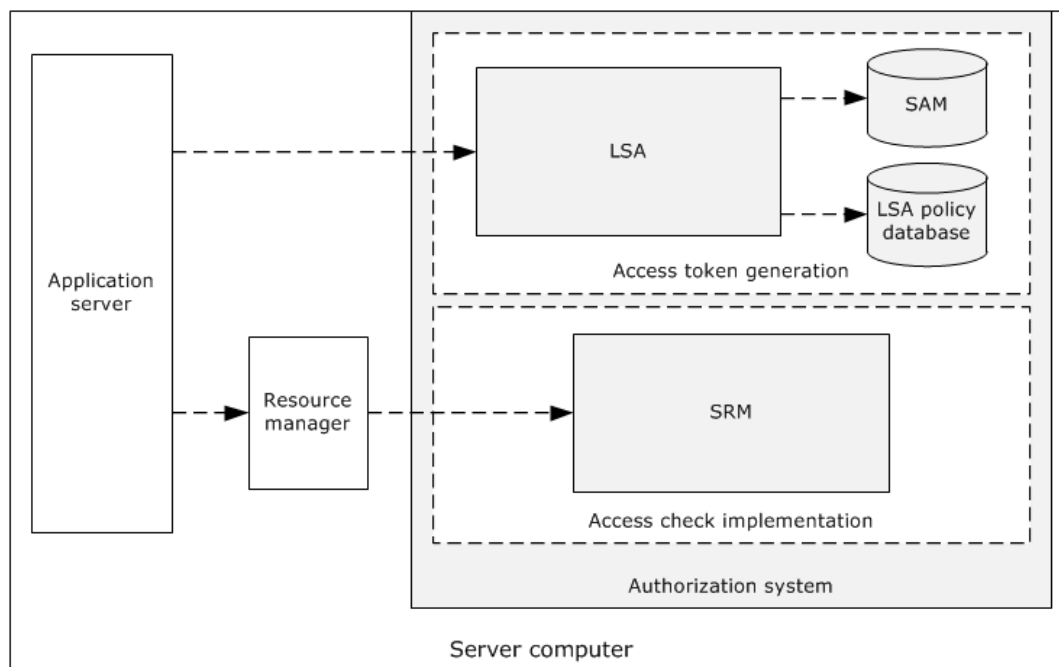 SAM
LSA
LSA policy
database
Access token generation
Application
server
Resource
manager
SRM
Access check implementation
Authorization system
Server computer